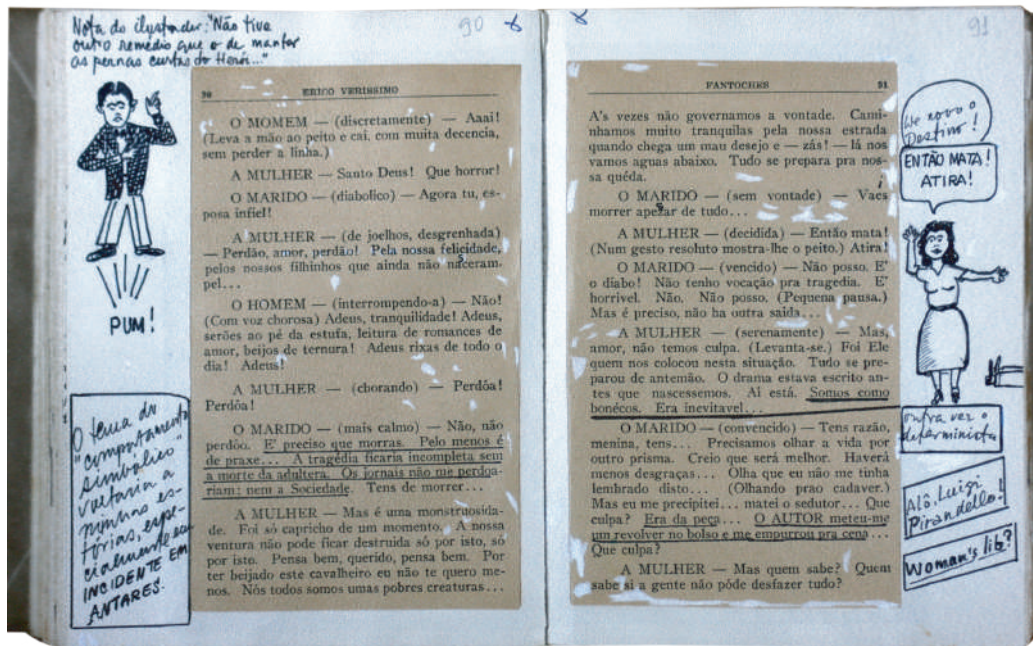 Nota do ilustrador: "Não tive
outro remédio que o de manter
as pernas curtas do Herói..."
90
PUM!
O tema do
"comportamento
simbólico"
voltaria a
minhas es-
tórias, espe-
cialmente em
INCIDENTE EM
ANTARES.
90 ERICO VERISSIMO
O MOMEM — (discretamente) — Aaai!
(Leva a mão ao peito e cai, com muita decencia,
sem perder a linha.)
A MULHER — Santo Deus! Que horror!
O MARIDO — (diabolico) — Agora tu, es-
posa infiel!
A MULHER — (de joelhos, desgrenhada)
— Perdão, amor, perdão! Pela nossa felicidade,
pelos nossos filhinhos que ainda não nasceram-
pel...
O HOMEM — (interrompendo-a) — Não!
(Com voz chorosa) Adeus, tranquilidade! Adeus,
serões ao pé da estufa, leitura de romances de
amor, beijos de ternura! Adeus rixas de todo o
dia! Adeus!
A MULHER — (chorando) — Perdôa!
Perdôa!
O MARIDO — (mais calmo) — Não, não
perdôo. E' preciso que morras. Pelo menos é
de praxe... A tragédia ficaria incompleta sem
a morte da adultera. Os jornais não me perdoa-
riam; nem a Sociedade. Tens de morrer...
A MULHER — Mas é uma monstruosida-
de. Foi só capricho de um momento. A nossa
ventura não pode ficar destruida só por isto, só
por isto. Pensa bem, querido, pensa bem. Por
ter beijado este cavalheiro eu não te quero me-
nos. Nós todos somos umas pobres creaturas...
91
FANTOCHES 91
A's vezes não governamos a vontade. Cami-
nhamos muito tranquilas pela nossa estrada
quando chega um mau desejo e — zás! — lá nos
vamos aguas abaixo. Tudo se prepara pra nos-
sa quéda.
O MARIDO — (sem vontade) — Vaes
i
morrer apesar de tudo...
A MULHER — (decidida) — Então mata!
(Num gesto resoluto mostra-lhe o peito.) Atira!
O MARIDO — (vencido) — Não posso. E'
o diabo! Não tenho vocação pra tragedia. E'
horrivel. Não. Não posso. (Pequena pausa.)
Mas é preciso, não ha outra saida...
A MULHER — (serenamente) — Mas,
amor, não temos culpa. (Levanta-se.) Foi Ele
quem nos colocou nesta situação. Tudo se pre-
parou de antemão. O drama estava escrito an-
tes que nascessemos. Aí está. Somos como
bonécos. Era inevitavel...
O MARIDO — (convencido) — Tens razão,
menina, tens... Precisamos olhar a vida por
outro prisma. Creio que será melhor. Haverá
menos desgraças... Olha que eu não me tinha
lembrado disto... (Olhando prao cadaver.)
Mas eu me precipitei... matei o sedutor... Que
culpa? Era da peça... O AUTOR meteu-me
um revolver no bolso e me empurrou pra cena...
Que culpa?
A MULHER — Mas quem sabe? Quem
sabe si a gente não póde desfazer tudo?
De novo o
Destino!
ENTÃO MATA!
ATIRA!
outra vez o
determinista
Alô, Luigi
Pirandello!
Woman's lib?